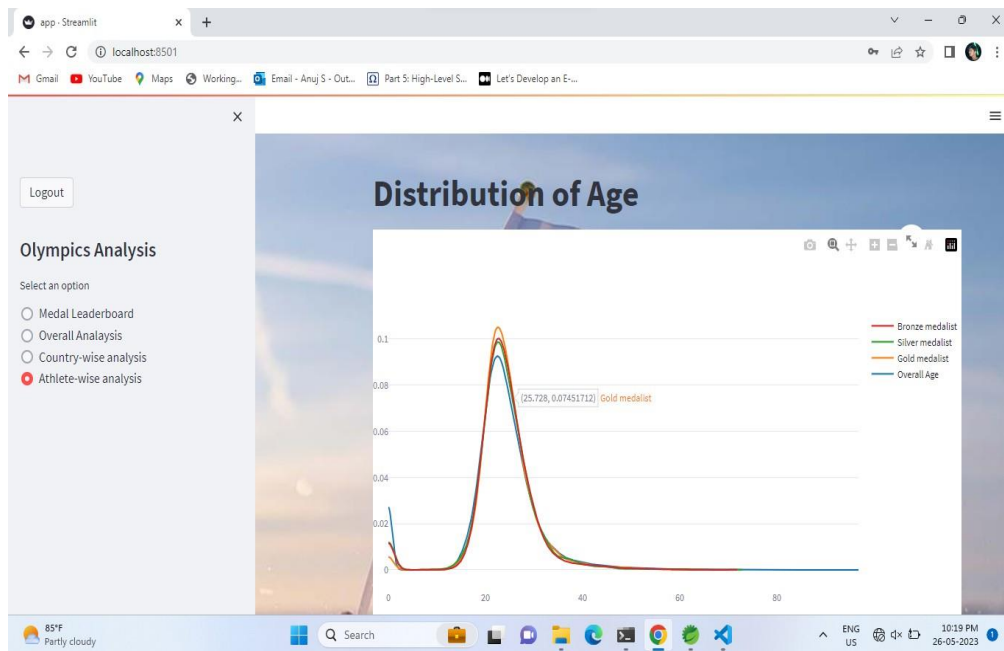 app · Streamlit
localhost:8501
Gmail YouTube Maps Working... Email - Anuj S - Out... Part 5: High-Level S... Let's Develop an E-...
Logout
Olympics Analysis
Select an option
Medal Leaderboard
Overall Analaysis
Country-wise analysis
Athlete-wise analysis
Distribution of Age
Bronze medalist
Silver medalist
Gold medalist
Overall Age
(25.728, 0.07451712) Gold medalist
0.1
0.08
0.06
0.04
0.02
0
0 20 40 60 80
85°F
Partly cloudy
Search
ENG
US
10:19 PM
26-05-2023
1